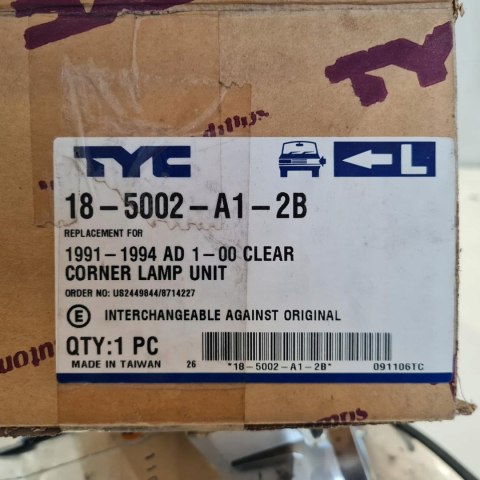 TYC
TYC
L
18-5002-A1-2B
REPLACEMENT FOR
1991-1994 AD 1-00 CLEAR
CORNER LAMP UNIT
ORDER NO: US2449844/8714227
E INTERCHANGEABLE AGAINST ORIGINAL
QTY:1 PC
MADE IN TAIWAN 26 *18-5002-A1-2B* 091106TC